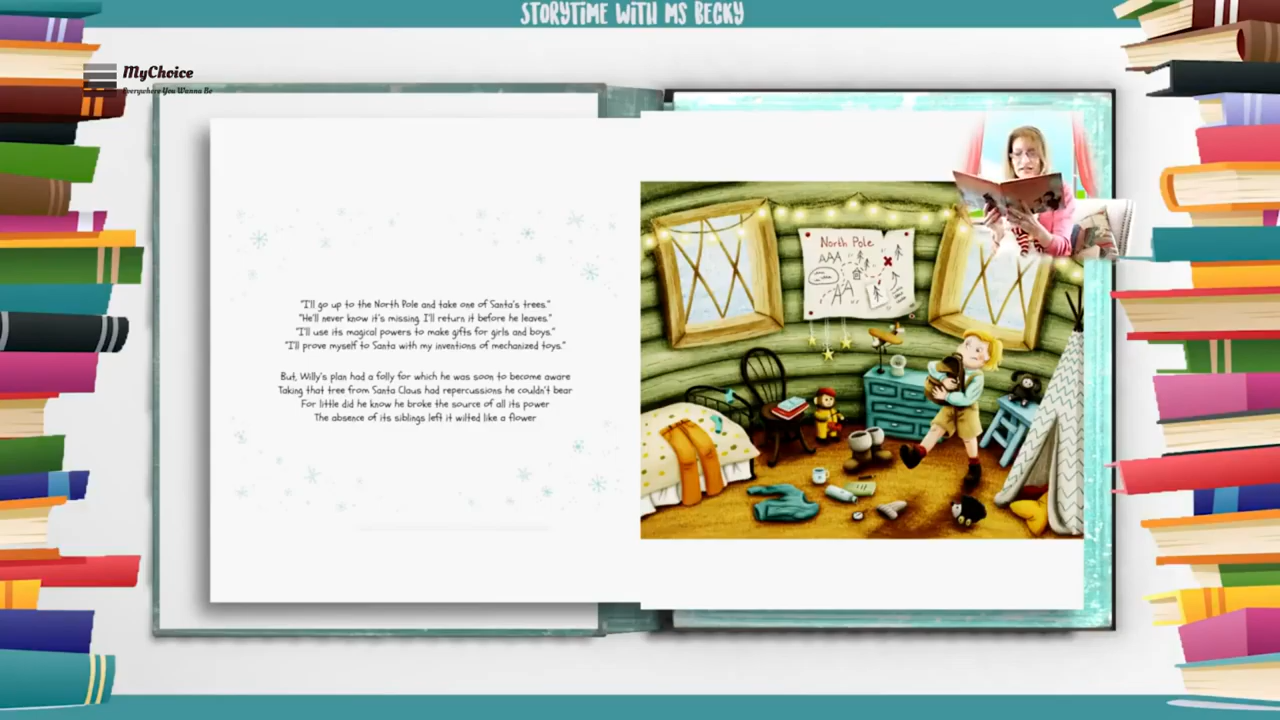 STORYTIME WITH MS BECKY
MyChoice
Everywhere You Wanna Be
"I'll go up to the North Pole and take one of Santa's trees."
"He'll never know it's missing. I'll return it before he leaves."
"I'll use its magical powers to make gifts for girls and boys."
"I'll prove myself to Santa with my inventions of mechanized toys."
But, Willy's plan had a folly for which he was soon to become aware
Taking that tree from Santa Claus had repercussions he couldn't bear
For little did he know he broke the source of all its power
The absence of its siblings left it wilted like a flower
North Pole